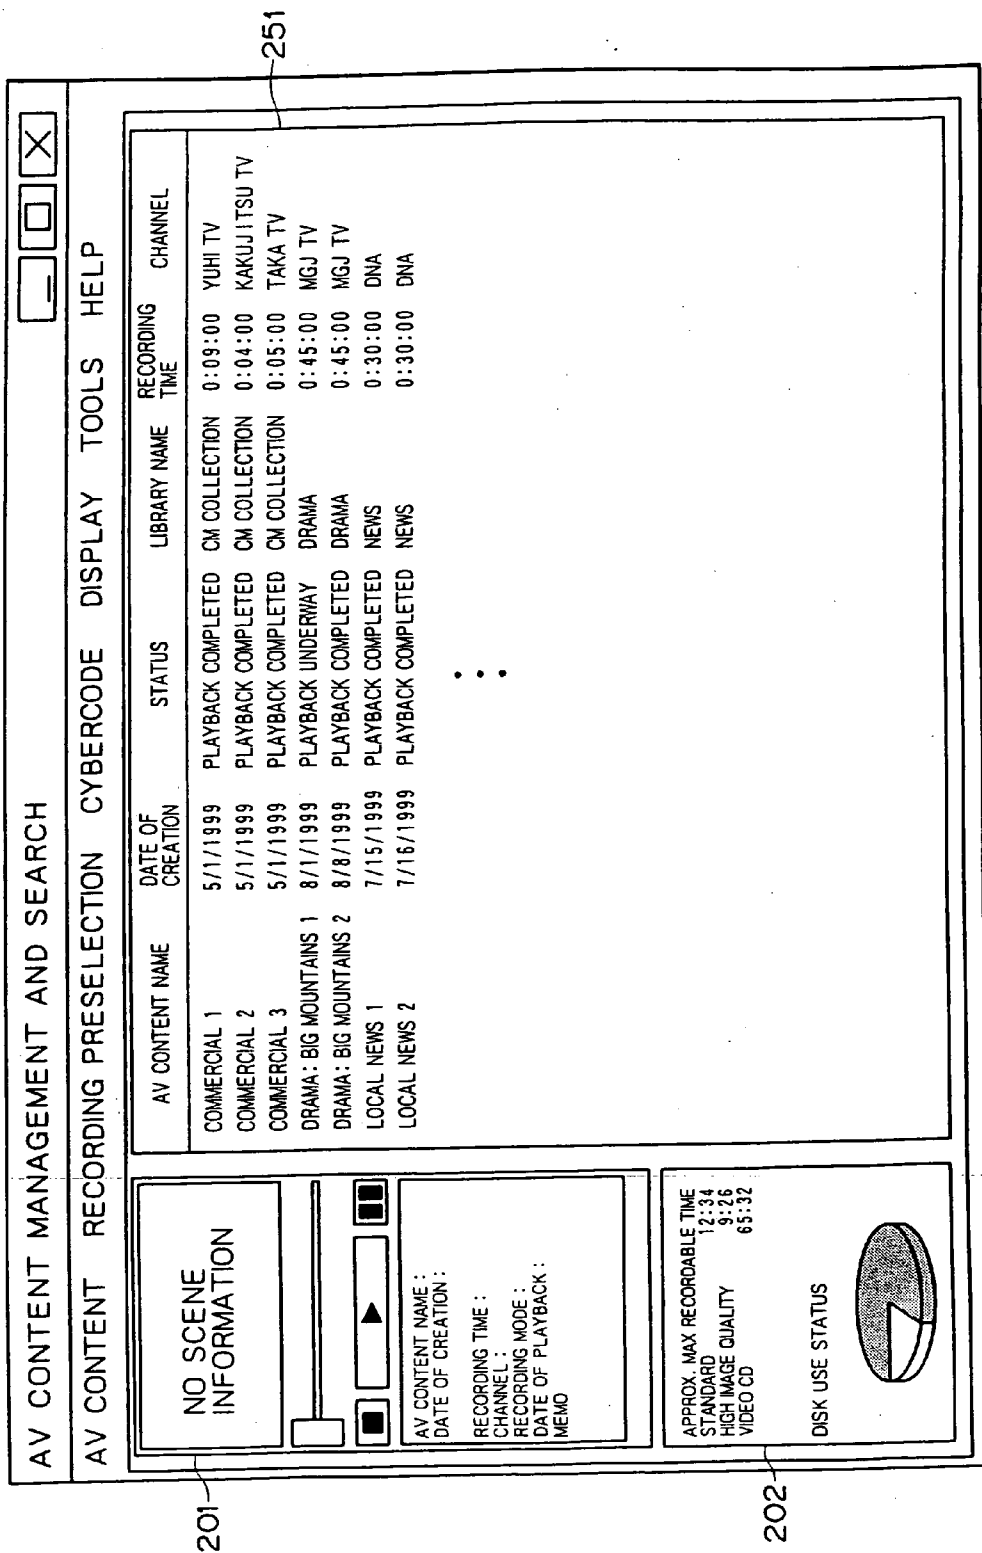 AV CONTENT MANAGEMENT AND SEARCH
AV CONTENT RECORDING PRESELECTION CYBERCODE DISPLAY TOOLS HELP
201
NO SCENE
INFORMATION
AV CONTENT NAME :
DATE OF CREATION :
RECORDING TIME :
CHANNEL :
RECORDING MODE :
DATE OF PLAYBACK :
MEMO
202
APPROX. MAX RECORDABLE TIME
STANDARD 12:34
HIGH IMAGE QUALITY 9:26
VIDEO CD 65:32
DISK USE STATUS
251
AV CONTENT NAME DATE OF CREATION STATUS LIBRARY NAME RECORDING TIME CHANNEL
COMMERCIAL 1 5/1/1999 PLAYBACK COMPLETED CM COLLECTION 0:09:00 YUHI TV
COMMERCIAL 2 5/1/1999 PLAYBACK COMPLETED CM COLLECTION 0:04:00 KAKUJITSU TV
COMMERCIAL 3 5/1/1999 PLAYBACK COMPLETED CM COLLECTION 0:05:00 TAKA TV
DRAMA: BIG MOUNTAINS 1 8/1/1999 PLAYBACK UNDERWAY DRAMA 0:45:00 MGJ TV
DRAMA: BIG MOUNTAINS 2 8/8/1999 PLAYBACK COMPLETED DRAMA 0:45:00 MGJ TV
LOCAL NEWS 1 7/15/1999 PLAYBACK COMPLETED NEWS 0:30:00 DNA
LOCAL NEWS 2 7/16/1999 PLAYBACK COMPLETED NEWS 0:30:00 DNA